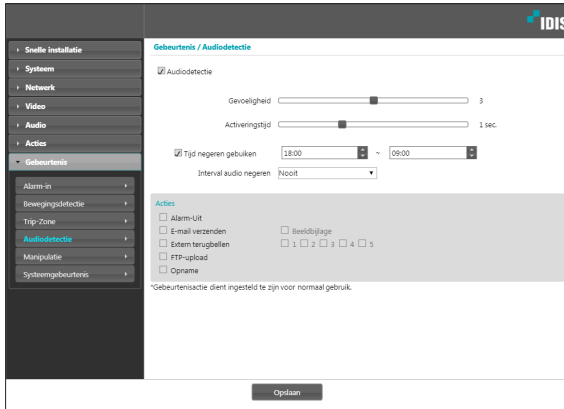 IDIS
Snelle installatie
Systeem
Netwerk
Video
Audio
Acties
Gebeurtenis
Alarm-in
Bewegingsdetectie
Trip-Zone
Audiodetectie
Manipulatie
Systeemgebeurtenis
Gebeurtenis / Audiodetectie
Audiodetectie
Gevoeligheid 3
Activeringstijd 1 sec.
Tijd negeren gebuiken 18:00 ~ 09:00
Interval audio negeren Nooit
Acties
Alarm-Uit
E-mail verzenden Beeldbijlage
Extern terugbellen 1 2 3 4 5
FTP-upload
Opname
*Gebeurtenisactie dient ingesteld te zijn voor normaal gebruik.
Opslaan